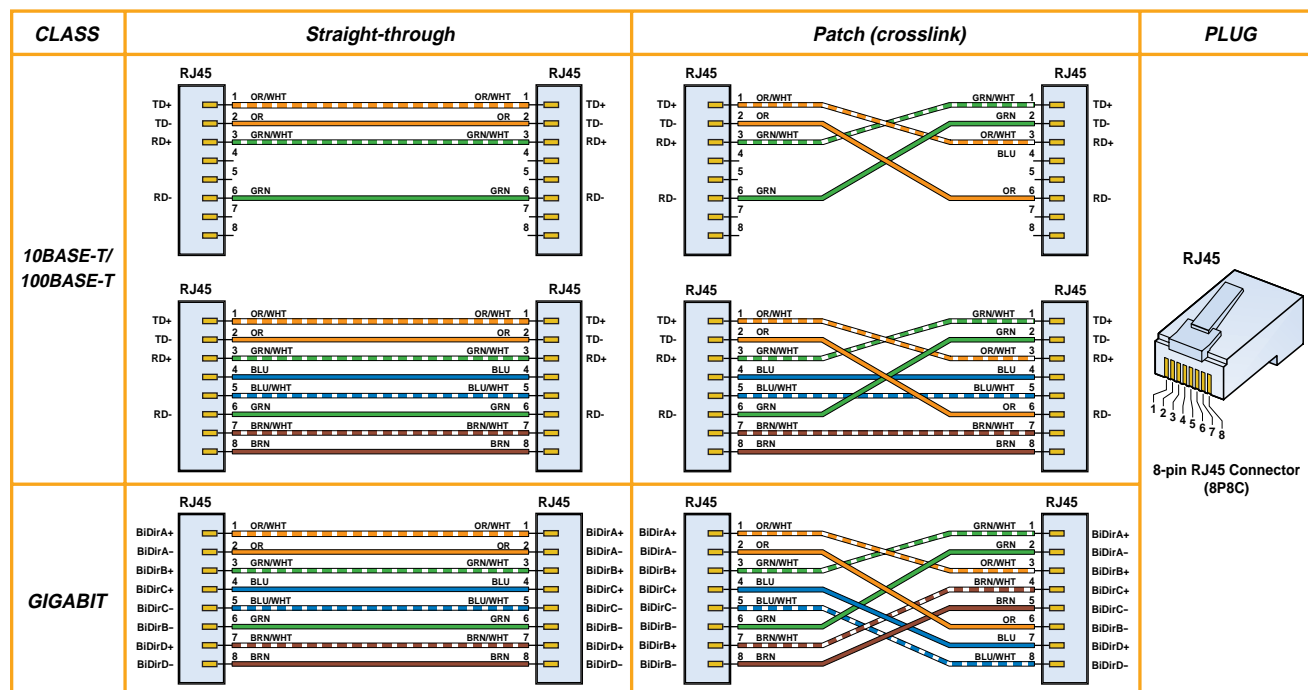 CLASS Straight-through Patch (crosslink) PLUG
10BASE-T/
100BASE-T
RJ45 RJ45
TD+ 1 OR/WHT OR/WHT 1 TD+
TD- 2 OR OR 2 TD-
RD+ 3 GRN/WHT GRN/WHT 3 RD+
4 4
5 5
RD- 6 GRN GRN 6 RD-
7 7
8 8
RJ45 RJ45
TD+ 1 OR/WHT GRN/WHT 1 TD+
TD- 2 OR GRN 2 TD-
RD+ 3 GRN/WHT OR/WHT 3 RD+
4 BLU 4
5 5
RD- 6 GRN OR 6 RD-
7 7
8 8
RJ45 RJ45
TD+ 1 OR/WHT OR/WHT 1 TD+
TD- 2 OR OR 2 TD-
RD+ 3 GRN/WHT GRN/WHT 3 RD+
4 BLU BLU 4
5 BLU/WHT BLU/WHT 5
RD- 6 GRN GRN 6 RD-
7 BRN/WHT BRN/WHT 7
8 BRN BRN 8
RJ45 RJ45
TD+ 1 OR/WHT GRN/WHT 1 TD+
TD- 2 OR GRN 2 TD-
RD+ 3 GRN/WHT OR/WHT 3 RD+
4 BLU BLU 4
5 BLU/WHT BLU/WHT 5
RD- 6 GRN OR 6 RD-
7 BRN/WHT BRN/WHT 7
8 BRN BRN 8
GIGABIT
RJ45 RJ45
BiDirA+ 1 OR/WHT OR/WHT 1 BiDirA+
BiDirA− 2 OR OR 2 BiDirA−
BiDirB+ 3 GRN/WHT GRN/WHT 3 BiDirB+
BiDirC+ 4 BLU BLU 4 BiDirC+
BiDirC− 5 BLU/WHT BLU/WHT 5 BiDirC−
BiDirB− 6 GRN GRN 6 BiDirB−
BiDirD+ 7 BRN/WHT BRN/WHT 7 BiDirD+
BiDirD− 8 BRN BRN 8 BiDirD−
RJ45 RJ45
BiDirA+ 1 OR/WHT GRN/WHT 1 BiDirA+
BiDirA− 2 OR GRN 2 BiDirA−
BiDirB+ 3 GRN/WHT OR/WHT 3 BiDirB+
BiDirC+ 4 BLU BRN/WHT 4 BiDirC+
BiDirC− 5 BLU/WHT BRN 5 BiDirC−
BiDirB− 6 GRN OR 6 BiDirB−
BiDirD+ 7 BRN/WHT BLU 7 BiDirD+
BiDirB− 8 BRN BLU/WHT 8 BiDirD−
RJ45
1 2 3 4 5 6 7 8
8-pin RJ45 Connector
(8P8C)